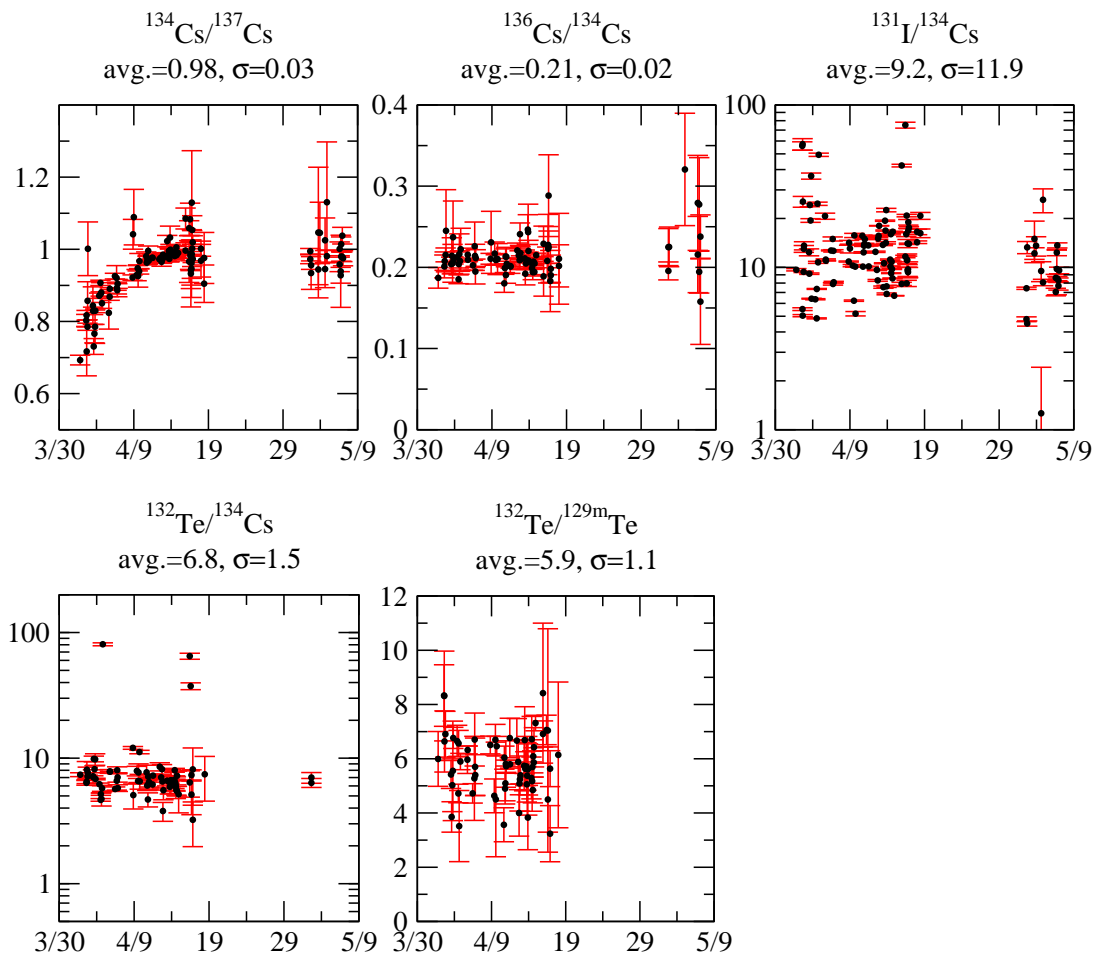 ¹³⁴Cs/¹³⁷Cs
avg.=0.98, σ=0.03
1.2
1
0.8
0.6
3/30 4/9 19 29 5/9
¹³⁶Cs/¹³⁴Cs
avg.=0.21, σ=0.02
0.4
0.3
0.2
0.1
0
3/30 4/9 19 29 5/9
¹³¹I/¹³⁴Cs
avg.=9.2, σ=11.9
100
10
1
3/30 4/9 19 29 5/9
¹³²Te/¹³⁴Cs
avg.=6.8, σ=1.5
100
10
1
3/30 4/9 19 29 5/9
¹³²Te/¹²⁹ᵐTe
avg.=5.9, σ=1.1
12
10
8
6
4
2
0
3/30 4/9 19 29 5/9